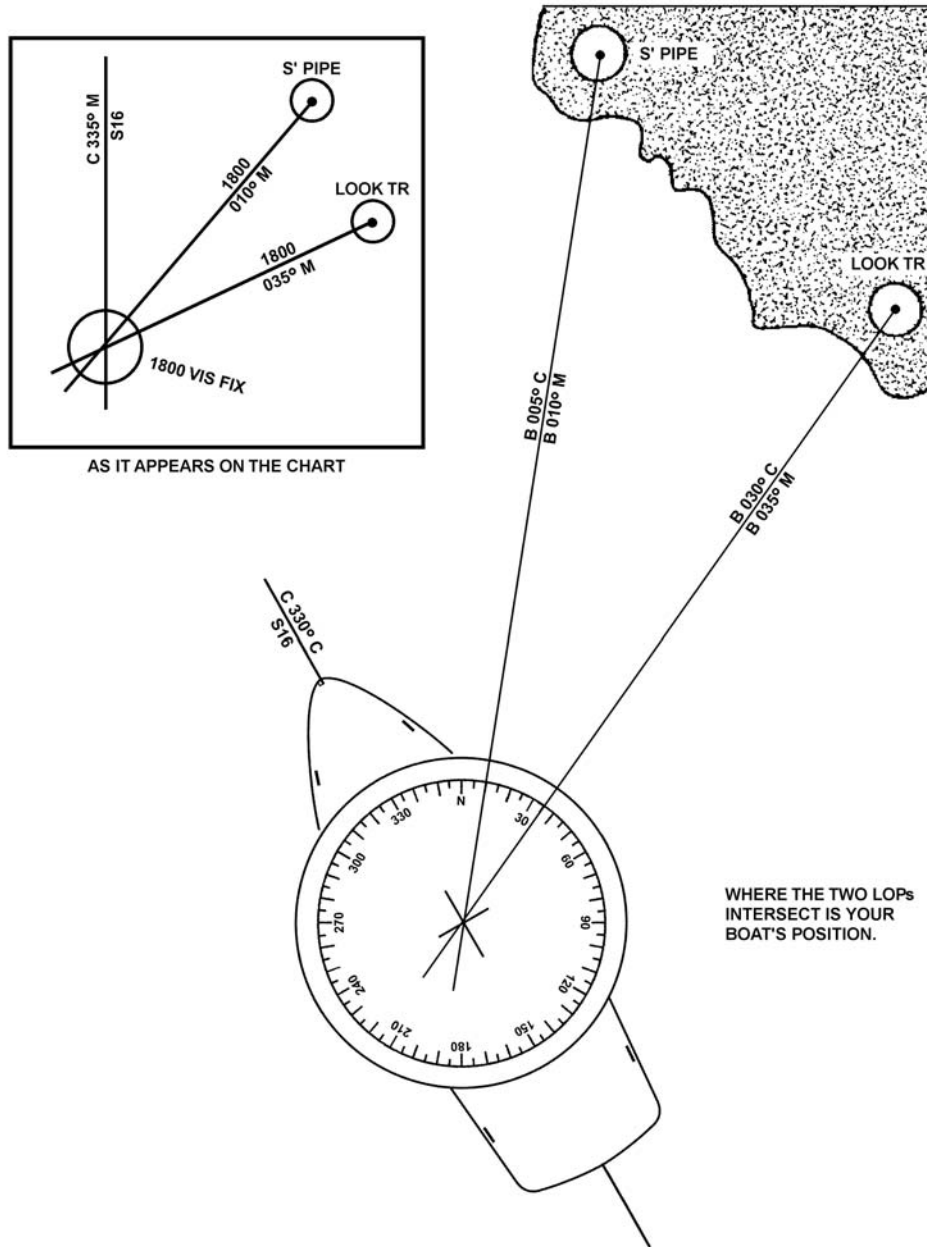 C 335° M
S16
S' PIPE
1800
010° M
LOOK TR
1800
035° M
1800 VIS FIX
AS IT APPEARS ON THE CHART
S' PIPE
LOOK TR
B 005° C
B 010° M
B 030° C
B 035° M
C 330° C
S16
N
30
60
90
120
150
180
210
240
270
300
330
WHERE THE TWO LOPs
INTERSECT IS YOUR
BOAT'S POSITION.